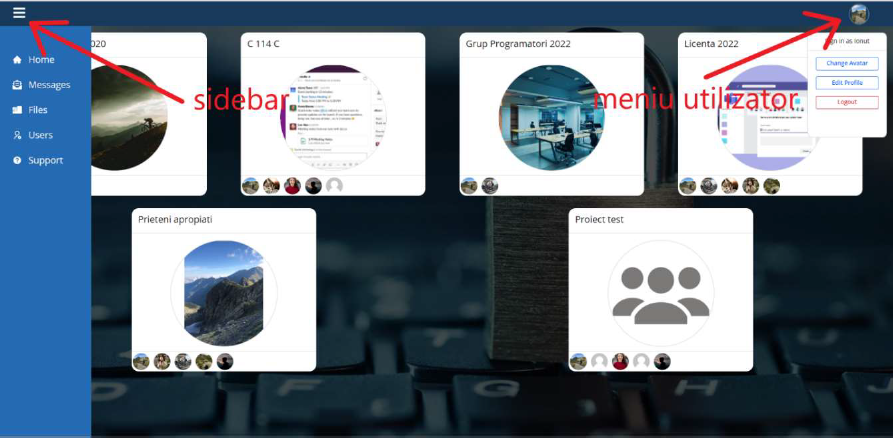 020
C 114 C
Grup Programatori 2022
Licenta 2022
Sign in as Ionut
Home
Change Avatar
Messages
sidebar
meniu utilizator
Edit Profile
Files
Logout
Users
Support
Prieteni apropiati
Proiect test